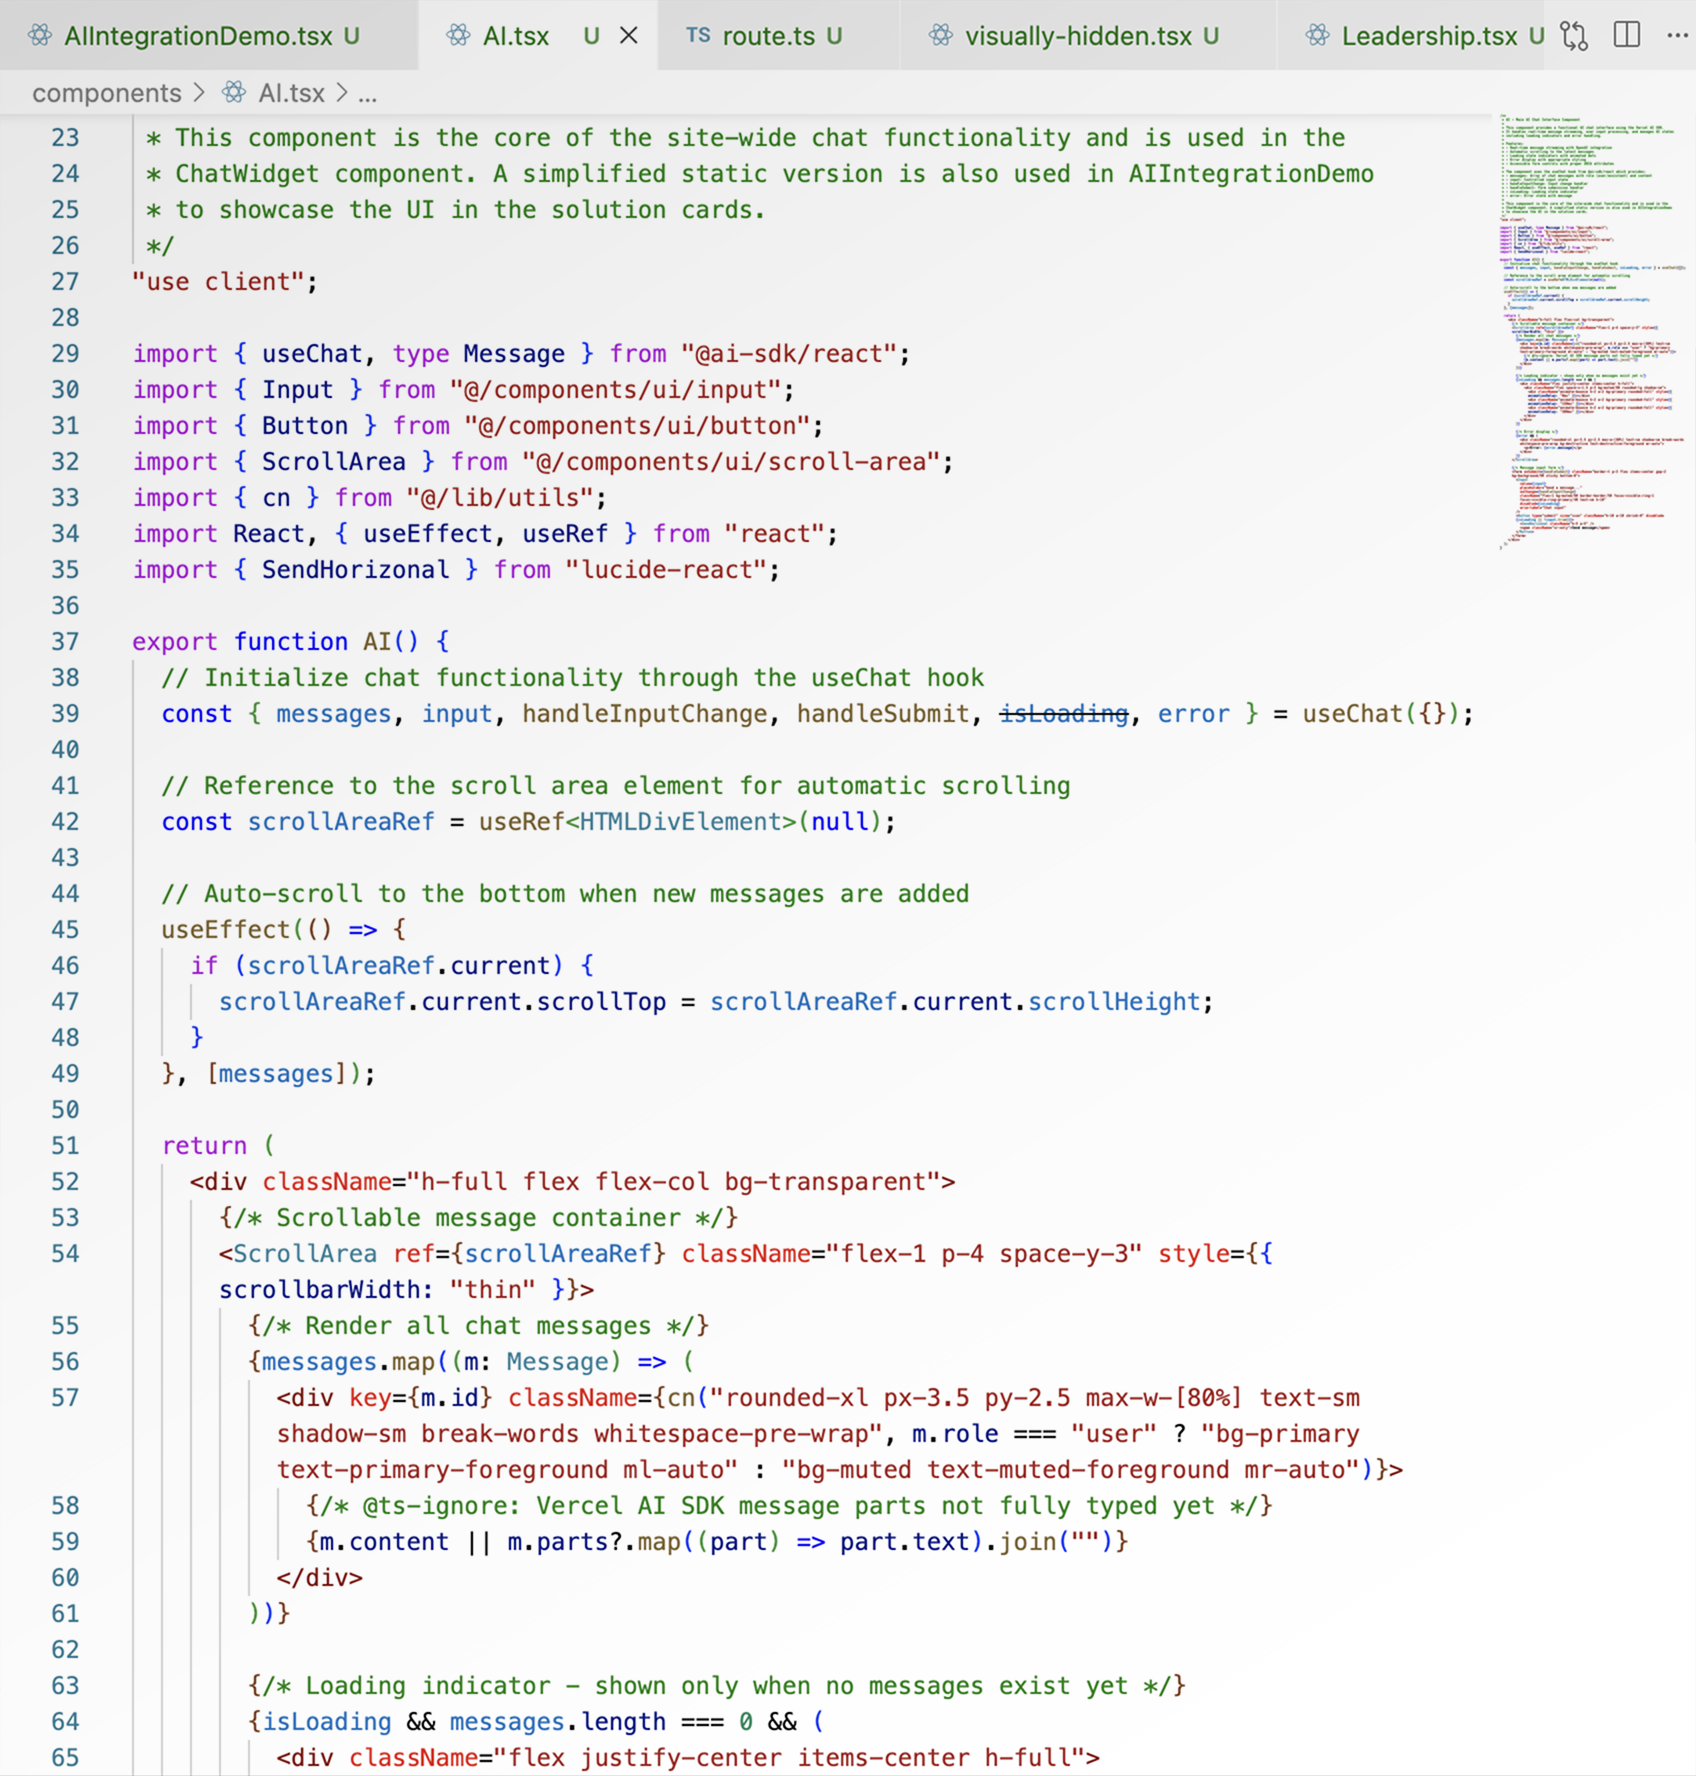 AIIntegrationDemo.tsx U
AI.tsx U
TS route.ts U
visually-hidden.tsx U
Leadership.tsx U
components > AI.tsx > ...
23 * This component is the core of the site-wide chat functionality and is used in the
24 * ChatWidget component. A simplified static version is also used in AIIntegrationDemo
25 * to showcase the UI in the solution cards.
26 */
27 "use client";
28
29 import { useChat, type Message } from "@ai-sdk/react";
30 import { Input } from "@/components/ui/input";
31 import { Button } from "@/components/ui/button";
32 import { ScrollArea } from "@/components/ui/scroll-area";
33 import { cn } from "@/lib/utils";
34 import React, { useEffect, useRef } from "react";
35 import { SendHorizonal } from "lucide-react";
36
37 export function AI() {
38 // Initialize chat functionality through the useChat hook
39 const { messages, input, handleInputChange, handleSubmit, isLoading, error } = useChat({});
40
41 // Reference to the scroll area element for automatic scrolling
42 const scrollAreaRef = useRef<HTMLDivElement>(null);
43
44 // Auto-scroll to the bottom when new messages are added
45 useEffect(() => {
46 if (scrollAreaRef.current) {
47 scrollAreaRef.current.scrollTop = scrollAreaRef.current.scrollHeight;
48 }
49 }, [messages]);
50
51 return (
52 <div className="h-full flex flex-col bg-transparent">
53 {/* Scrollable message container */}
54 <ScrollArea ref={scrollAreaRef} className="flex-1 p-4 space-y-3" style={{
scrollbarWidth: "thin" }}>
55 {/* Render all chat messages */}
56 {messages.map((m: Message) => (
57 <div key={m.id} className={cn("rounded-xl px-3.5 py-2.5 max-w-[80%] text-sm
shadow-sm break-words whitespace-pre-wrap", m.role === "user" ? "bg-primary
text-primary-foreground ml-auto" : "bg-muted text-muted-foreground mr-auto")}>
58 {/* @ts-ignore: Vercel AI SDK message parts not fully typed yet */}
59 {m.content || m.parts?.map((part) => part.text).join("")}
60 </div>
61 ))}
62
63 {/* Loading indicator - shown only when no messages exist yet */}
64 {isLoading && messages.length === 0 && (
65 <div className="flex justify-center items-center h-full">